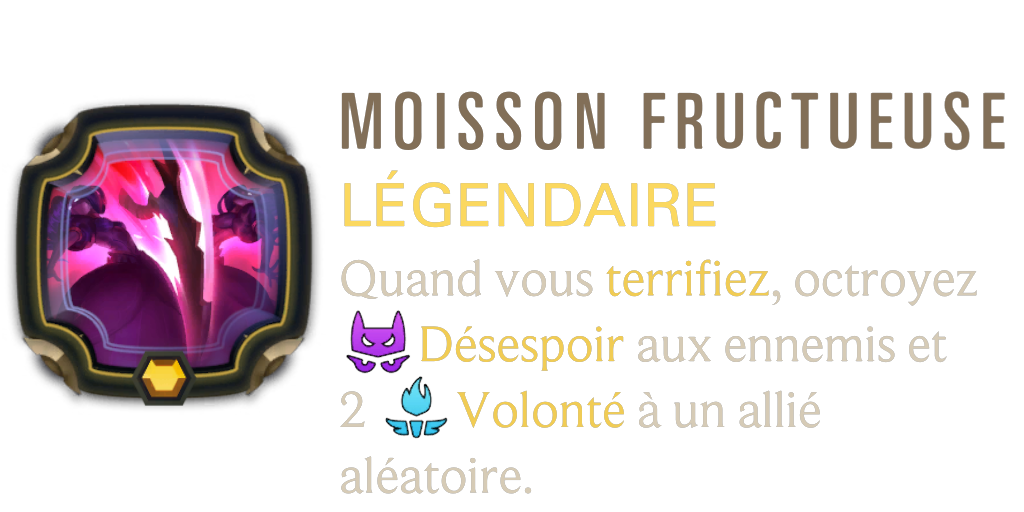 MOISSON FRUCTUEUSE
LÉGENDAIRE
Quand vous terrifiez, octroyez
Désespoir aux ennemis et
2 Volonté à un allié
aléatoire.